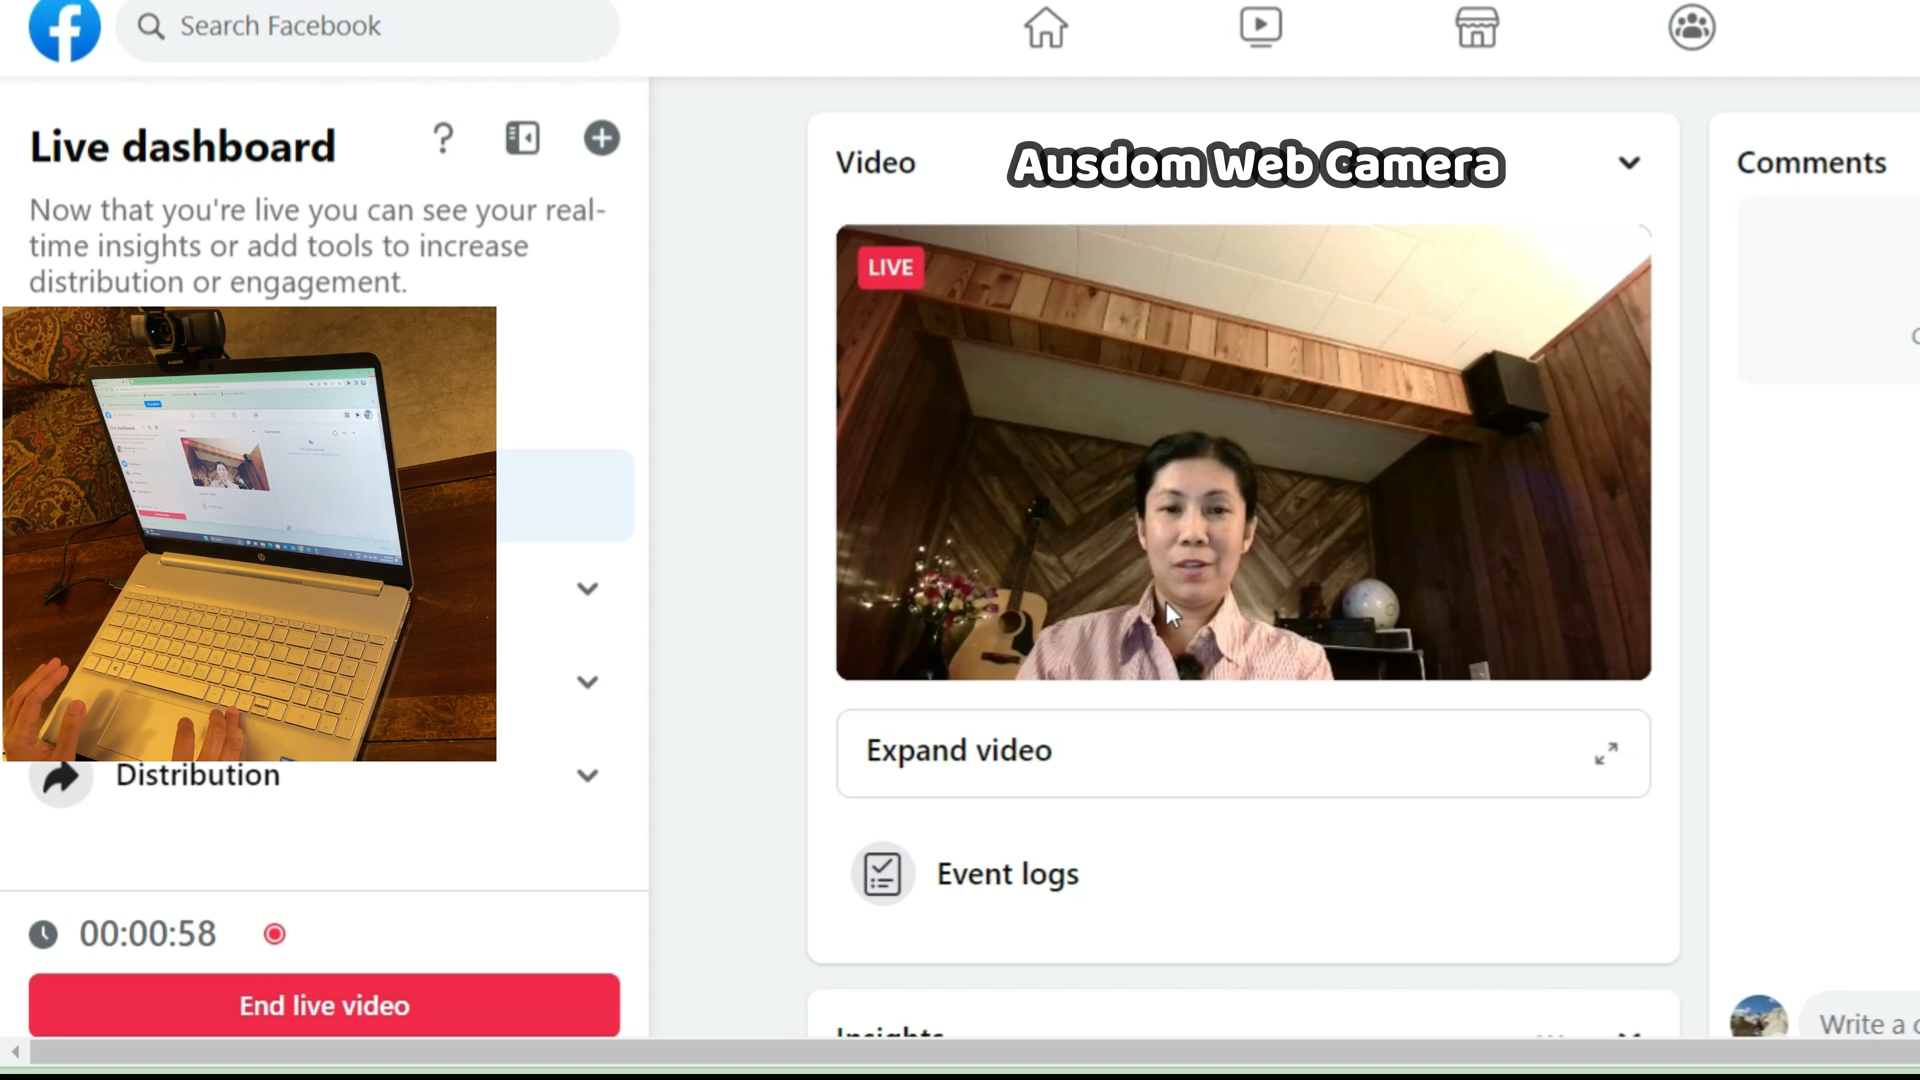 Search Facebook
Live dashboard
Now that you're live you can see your real-
time insights or add tools to increase
distribution or engagement.
Distribution
00:00:58
End live video
Video
Ausdom Web Camera
LIVE
Expand video
Event logs
Insights
Comments
Write a c